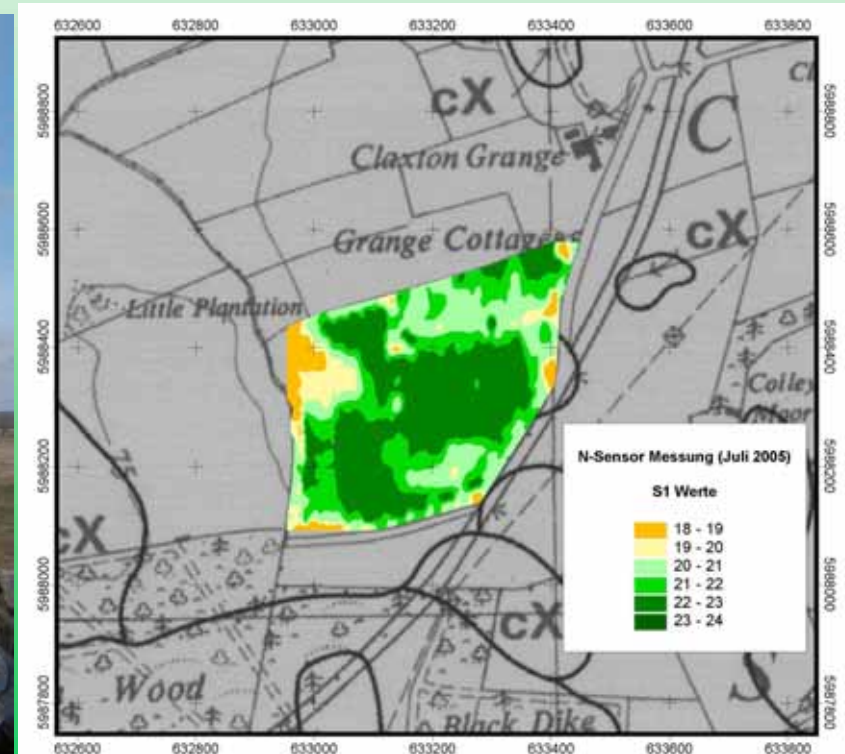 632600 633000 633200 633400 633600 633800
5988800 5988600 5988400 5988200 5988000 5987800
cX
C
Claxton Grange
Grange Cottages
cX
Little Plantation
Coiley
Moor
75
N-Sensor Messung (Juli 2005)
S1 Werte
18 - 19
19 - 20
20 - 21
21 - 22
22 - 23
23 - 24
cX
cX
Wood
Black Dike
5988800 5988600 5988400 5988200 5988000 5987800
632600 632800 633000 633200 633400 633600 633800